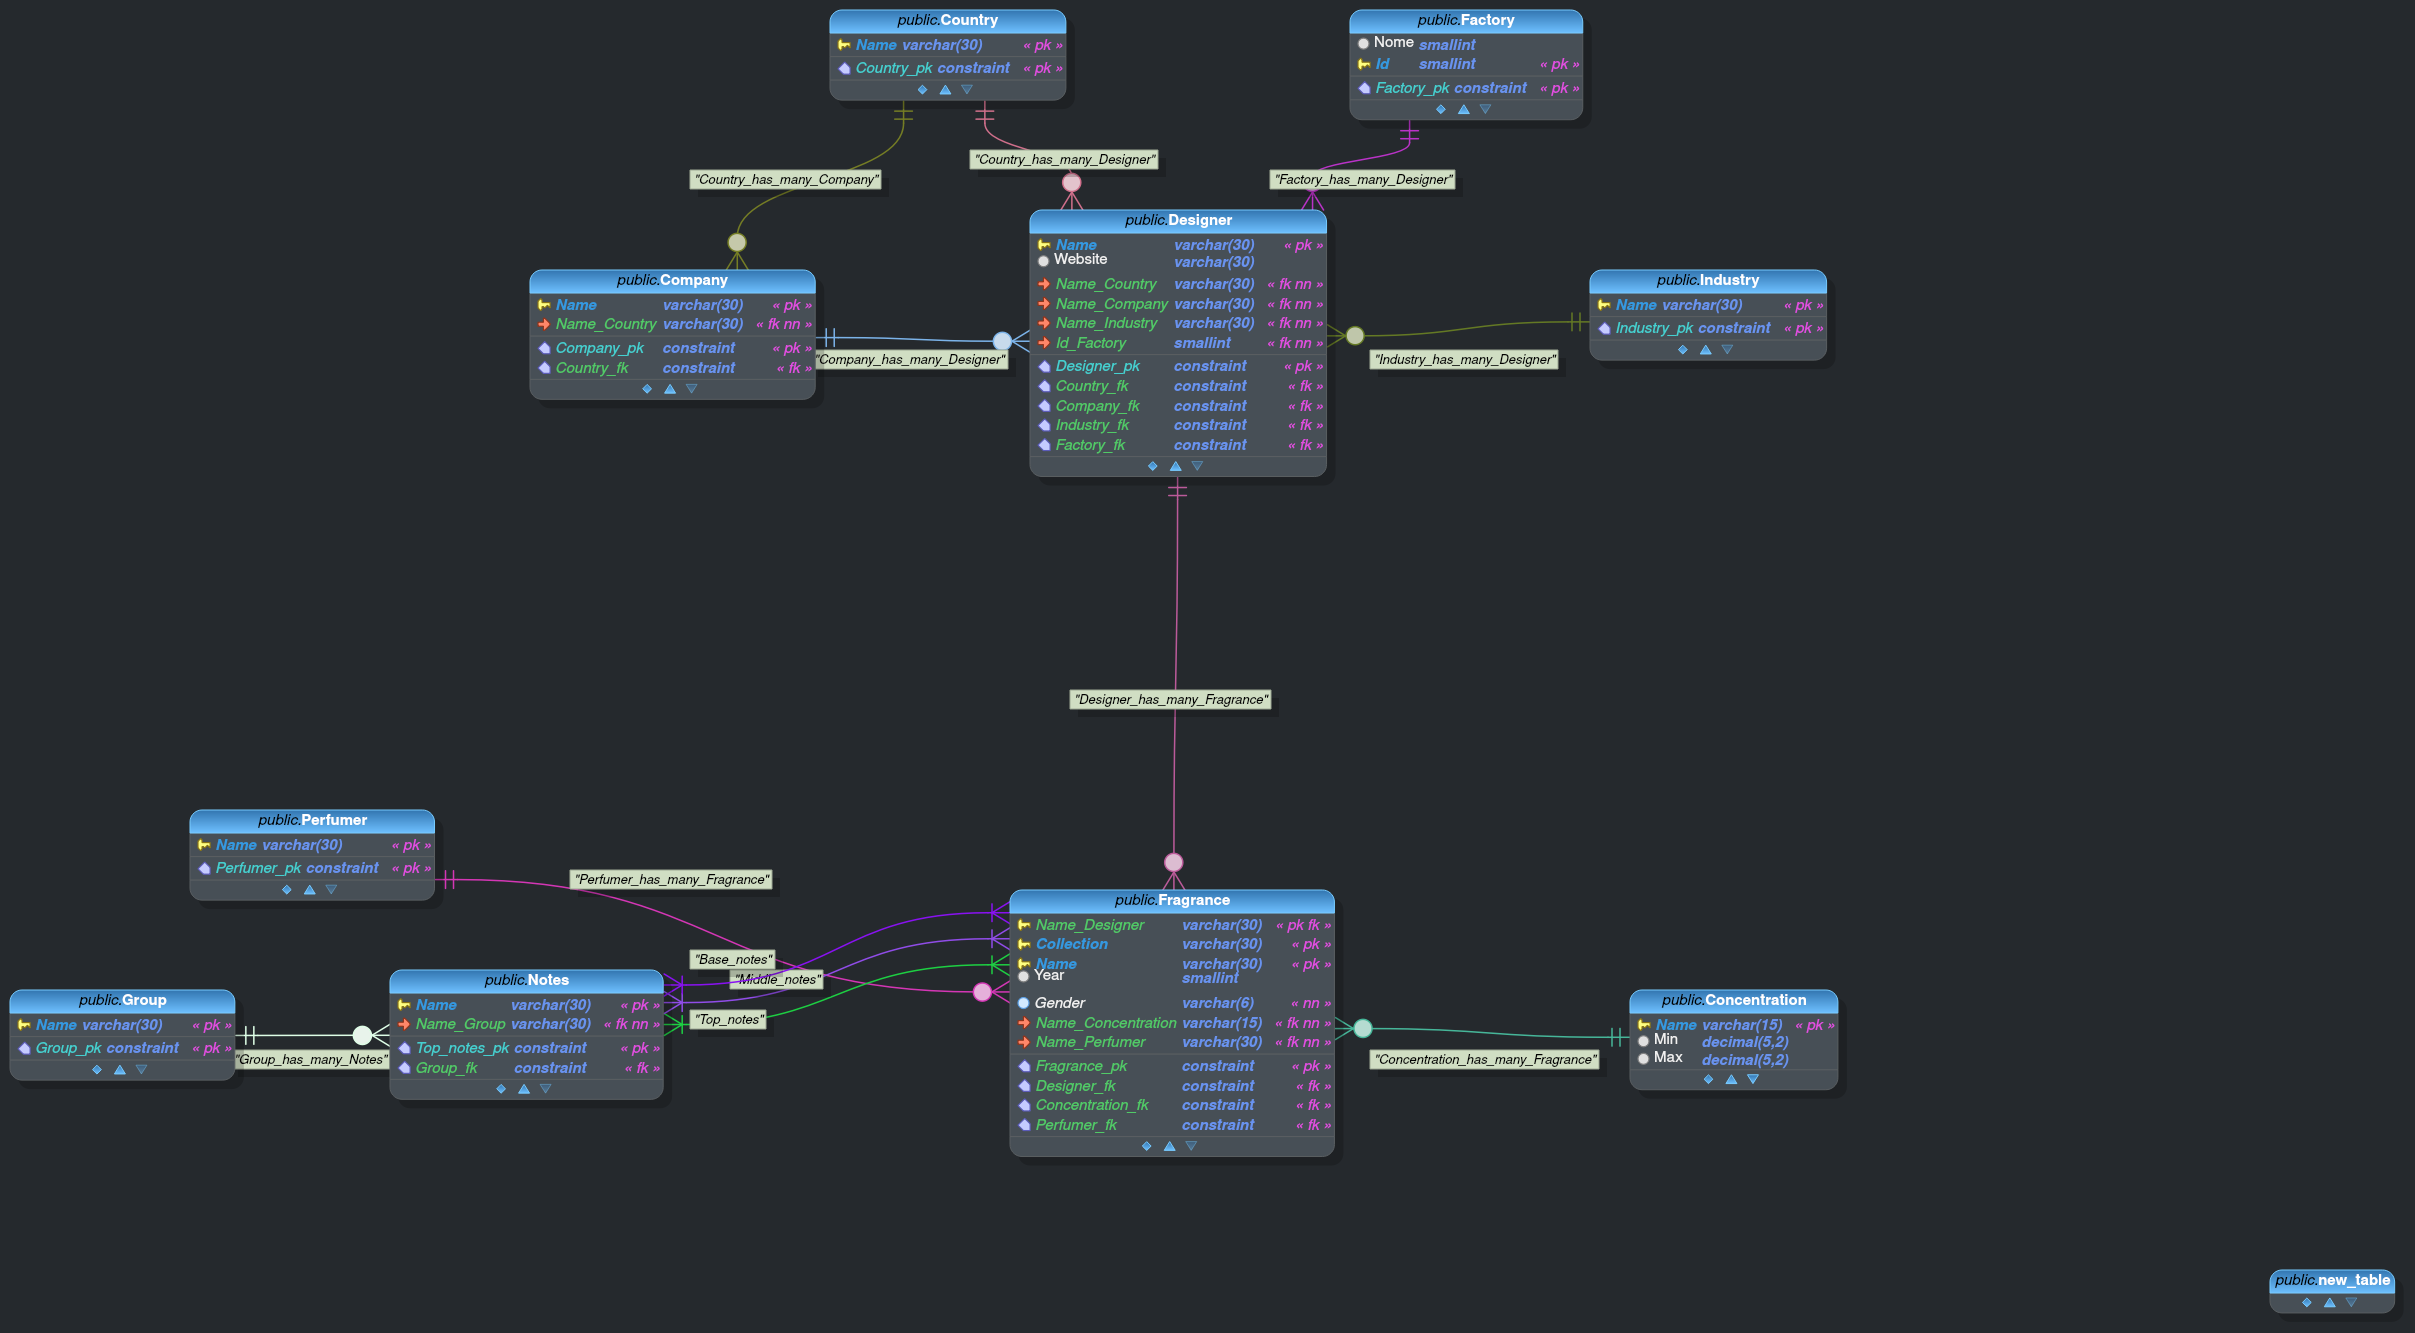 public.Country
Name varchar(30) « pk »
Country_pk constraint « pk »
public.Factory
Nome smallint
Id smallint « pk »
Factory_pk constraint « pk »
"Country_has_many_Designer"
"Country_has_many_Company"
"Factory_has_many_Designer"
public.Designer
Name varchar(30) « pk »
Website varchar(30)
Name_Country varchar(30) « fk nn »
Name_Company varchar(30) « fk nn »
Name_Industry varchar(30) « fk nn »
Id_Factory smallint « fk nn »
Designer_pk constraint « pk »
Country_fk constraint « fk »
Company_fk constraint « fk »
Industry_fk constraint « fk »
Factory_fk constraint « fk »
public.Company
Name varchar(30) « pk »
Name_Country varchar(30) « fk nn »
Company_pk constraint « pk »
Country_fk constraint « fk »
"Company_has_many_Designer"
public.Industry
Name varchar(30) « pk »
Industry_pk constraint « pk »
"Industry_has_many_Designer"
"Designer_has_many_Fragrance"
public.Perfumer
Name varchar(30) « pk »
Perfumer_pk constraint « pk »
"Perfumer_has_many_Fragrance"
public.Fragrance
Name_Designer varchar(30) « pk fk »
Collection varchar(30) « pk »
Name varchar(30) « pk »
Year smallint
Gender varchar(6) « nn »
Name_Concentration varchar(15) « fk nn »
Name_Perfumer varchar(30) « fk nn »
Fragrance_pk constraint « pk »
Designer_fk constraint « fk »
Concentration_fk constraint « fk »
Perfumer_fk constraint « fk »
"Base_notes"
"Middle_notes"
"Top_notes"
public.Notes
Name varchar(30) « pk »
Name_Group varchar(30) « fk nn »
Top_notes_pk constraint « pk »
Group_fk constraint « fk »
public.Group
Name varchar(30) « pk »
Group_pk constraint « pk »
"Group_has_many_Notes"
public.Concentration
Name varchar(15) « pk »
Min decimal(5,2)
Max decimal(5,2)
"Concentration_has_many_Fragrance"
public.new_table